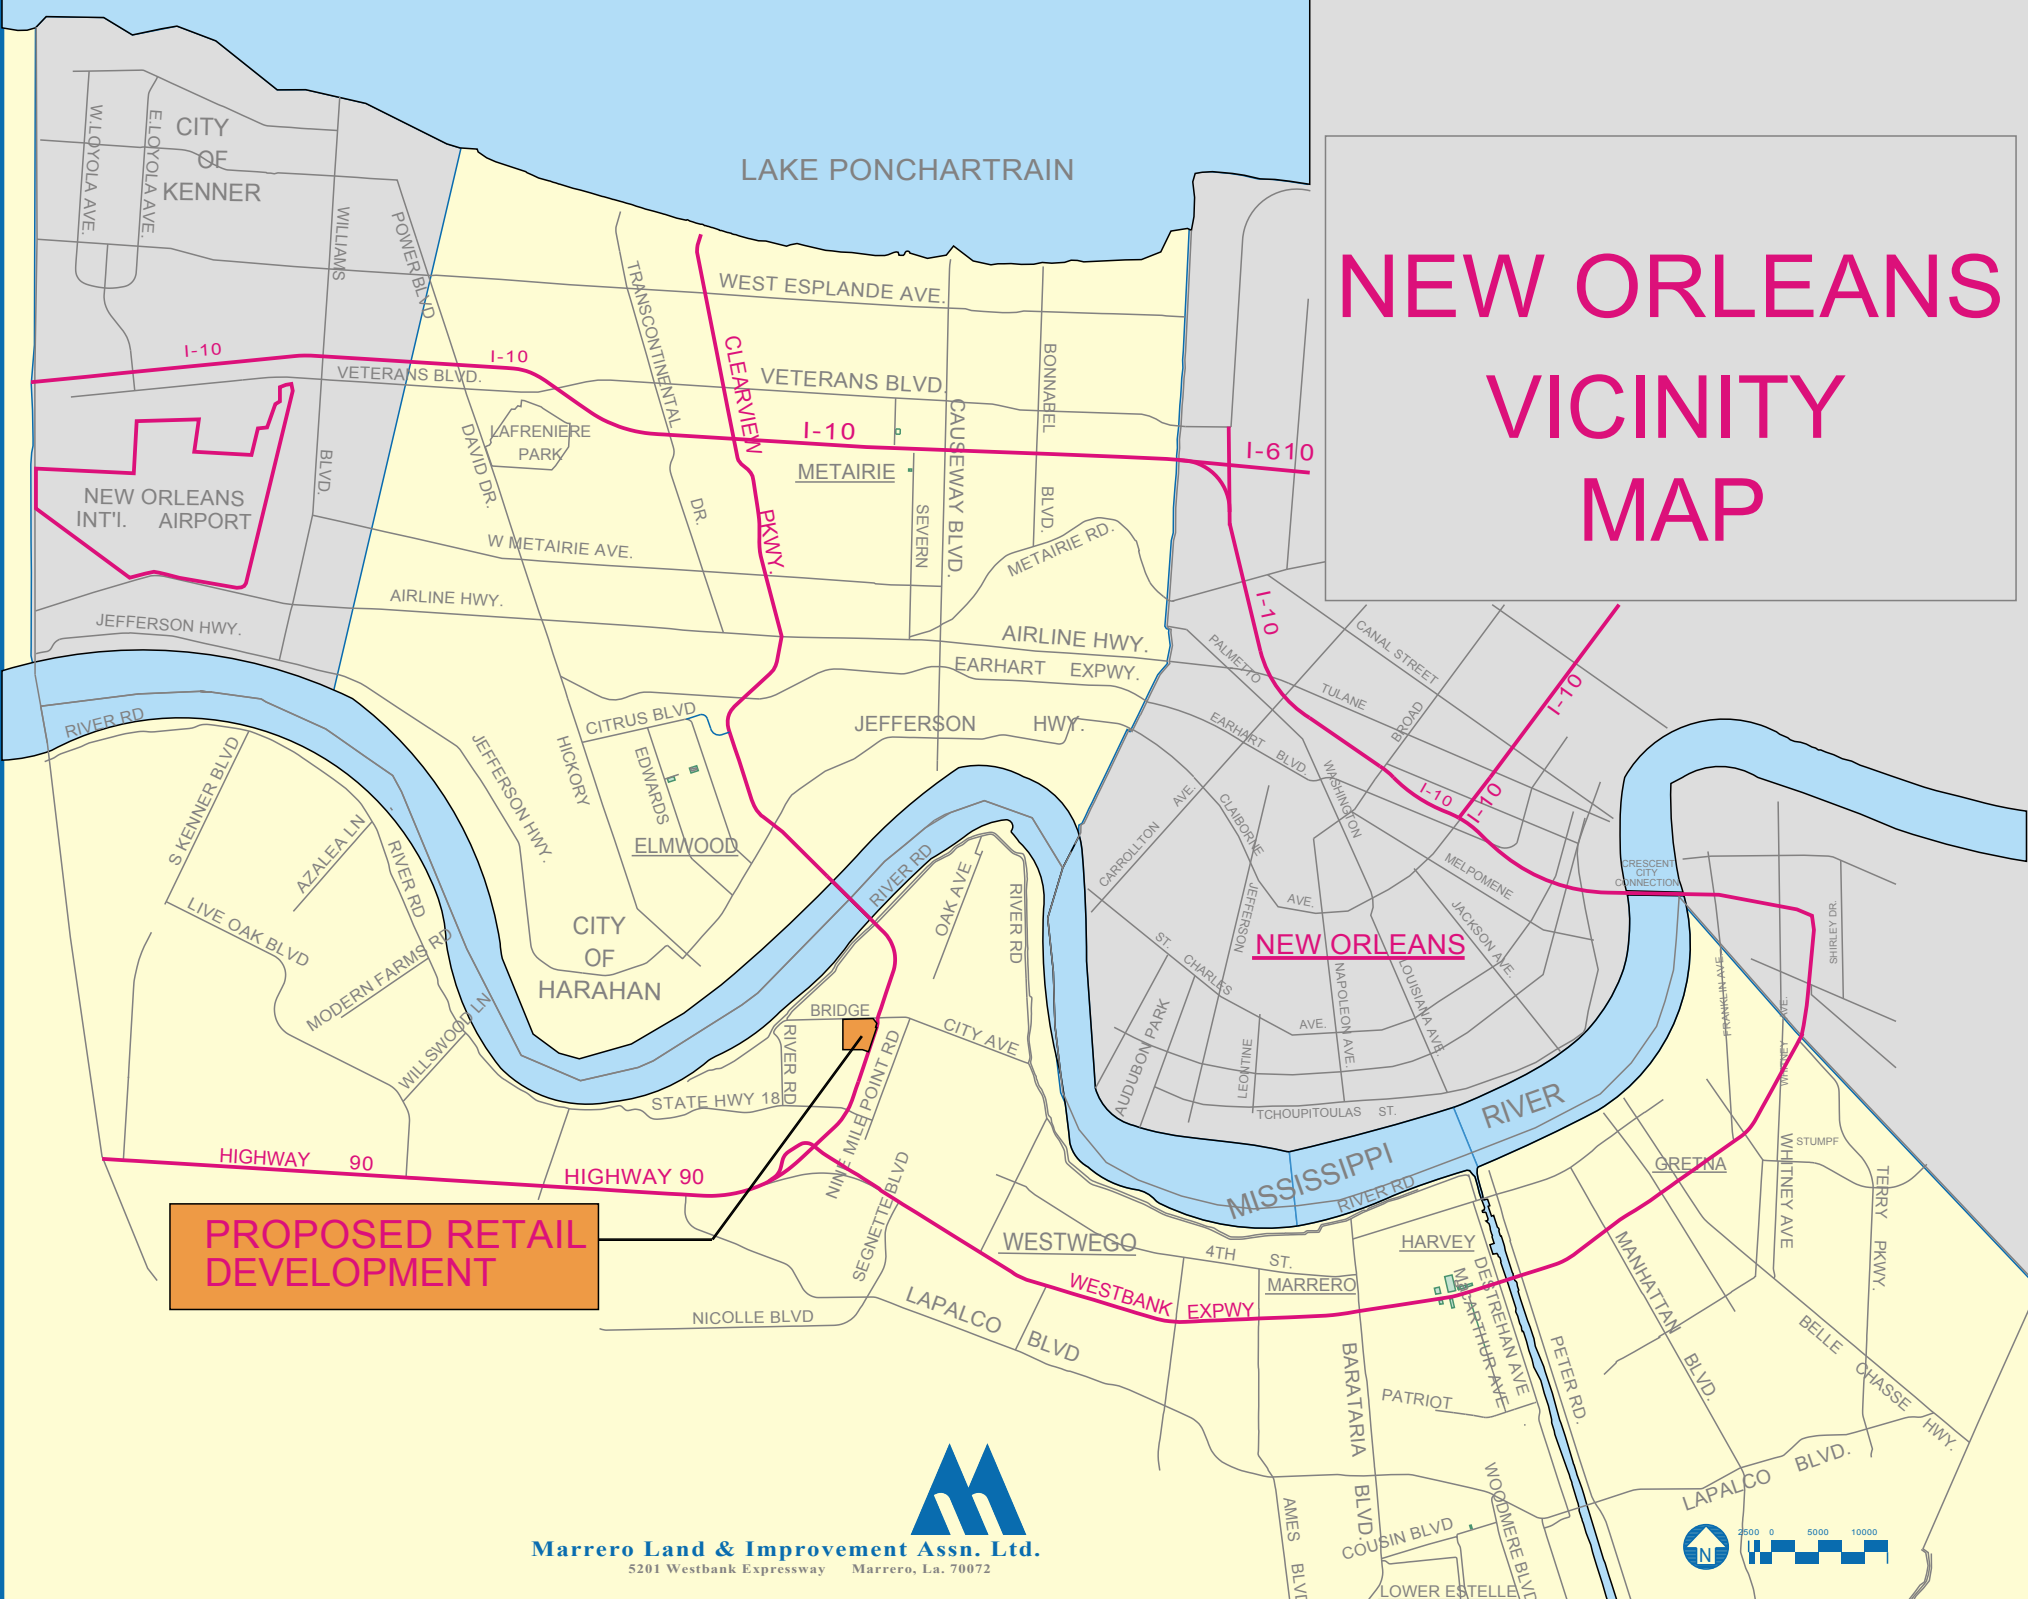 LAKE PONCHARTRAIN
NEW ORLEANS
VICINITY
MAP
CITY
OF
KENNER
W.LOYOLA AVE.
E.LOYOLA AVE.
WILLIAMS
BLVD.
POWER BLVD
I-10
I-10
VETERANS BLVD.
NEW ORLEANS
INT'L. AIRPORT
JEFFERSON HWY.
LAFRENIERE
PARK
DAVID DR.
TRANSCONTINENTAL
DR.
WEST ESPLANDE AVE.
CLEARVIEW
PKWY.
VETERANS BLVD.
I-10
METAIRIE
CAUSEWAY BLVD.
BONNABEL
BLVD.
SEVERN
METAIRIE RD.
W METAIRIE AVE.
AIRLINE HWY.
AIRLINE HWY.
EARHART EXPWY.
JEFFERSON HWY.
I-610
I-10
CITRUS BLVD
HICKORY
EDWARDS
ELMWOOD
JEFFERSON HWY.
CITY
OF
HARAHAN
RIVER RD
S KENNER BLVD
AZALEA LN
RIVER RD
LIVE OAK BLVD
MODERN FARMS RD
WILLSWOOD LN
RIVER RD
OAK AVE
RIVER RD
BRIDGE
CITY AVE
RIVER RD
STATE HWY 18
NINE MILE POINT RD
SEGNETTE BLVD
HIGHWAY 90
HIGHWAY 90
PROPOSED RETAIL
DEVELOPMENT
NICOLLE BLVD
LAPALCO
BLVD
WESTWEGO
WESTBANK EXPWY
4TH ST.
MARRERO
HARVEY
PALMETTO
CANAL STREET
TULANE
BROAD
I-10
EARHART
BLVD.
WASHINGTON
I-10
I-10
CARROLLTON
AVE.
CLAIBORNE
AVE.
JEFFERSON
MELPOMENE
JACKSON AVE.
NEW ORLEANS
ST.
CHARLES
AVE.
NAPOLEON AVE.
LOUISIANA AVE.
AUDUBON PARK
LEONTINE
TCHOUPITOULAS ST.
MISSISSIPPI
RIVER
RIVER RD
CRESCENT
CITY
CONNECTION
SHIRLEY DR.
FRANKLIN AVE.
WHITNEY AVE.
GRETNA
STUMPF
WHITNEY AVE
TERRY PKWY.
MANHATTAN
BLVD.
BELLE CHASSE
HWY.
DESTREHAN AVE
MACARTHUR AVE
PETER RD.
BARATARIA
BLVD.
PATRIOT
AMES BLVD
COUSIN BLVD
WOODMERE BLVD
LOWER ESTELLE
LAPALCO BLVD.
Marrero Land & Improvement Assn. Ltd.
5201 Westbank Expressway Marrero, La. 70072
N
2500 0 5000 10000